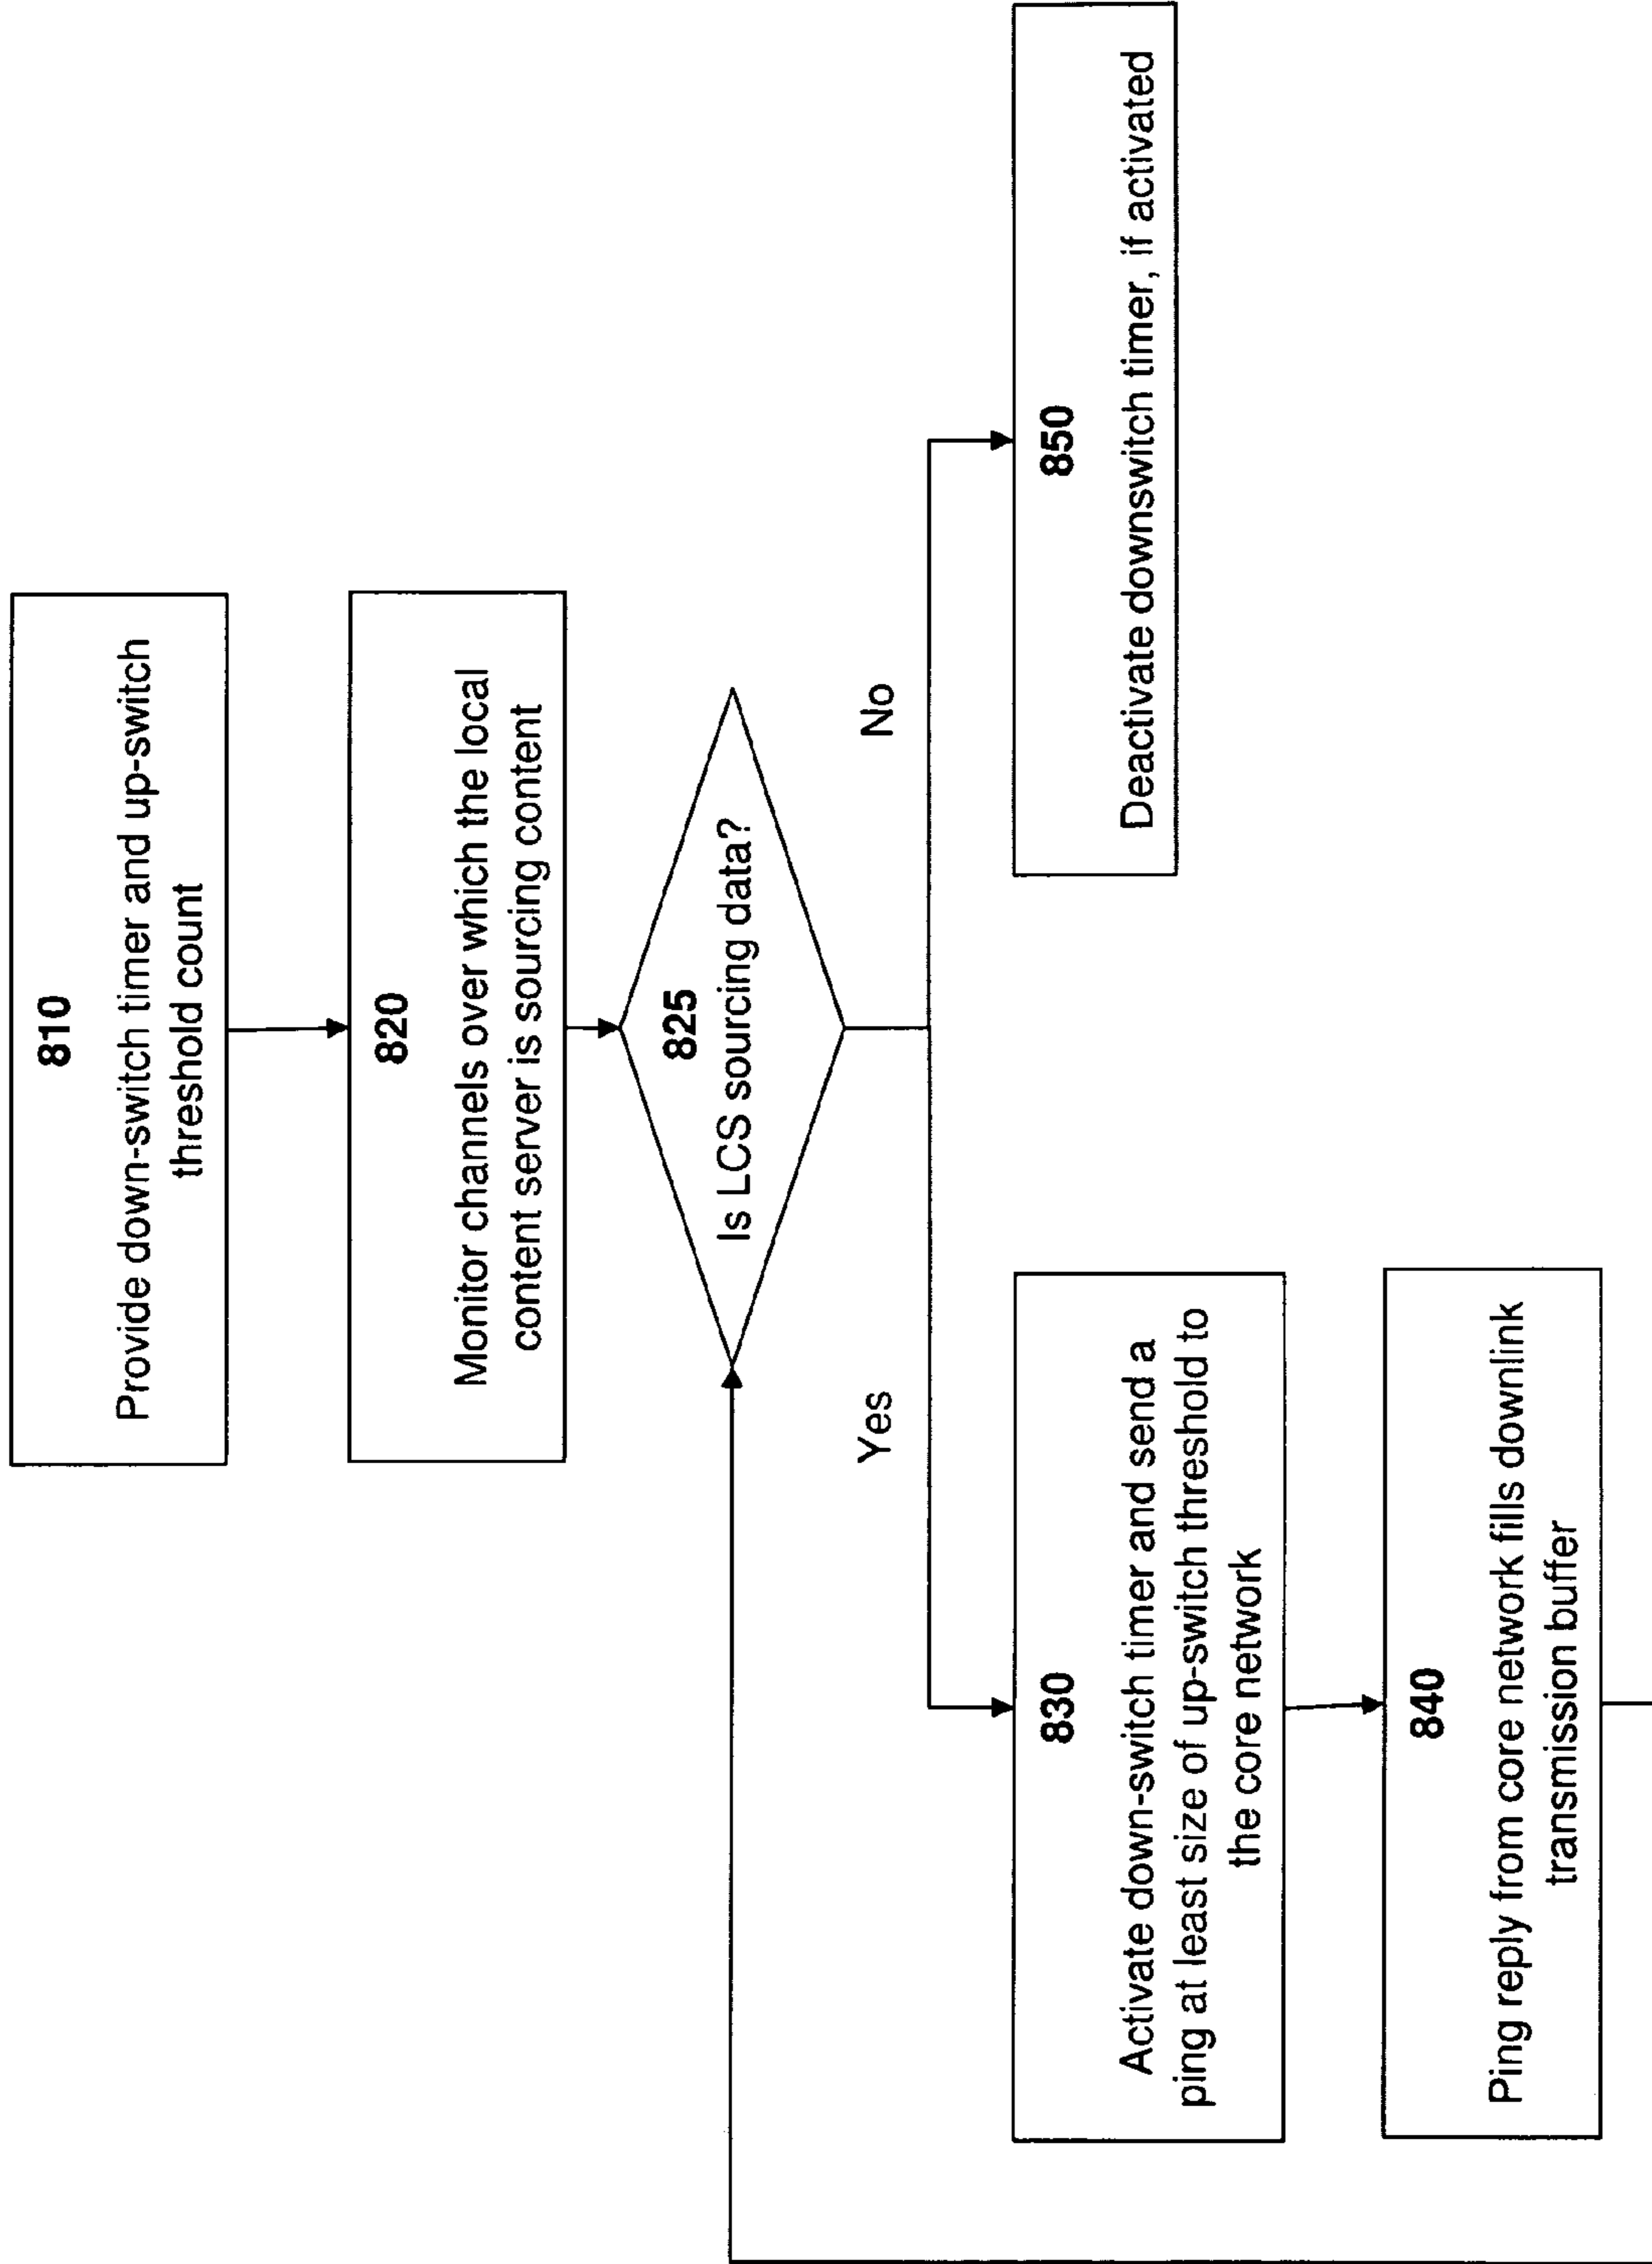 810
Provide down-switch timer and up-switch
threshold count
820
Monitor channels over which the local
content server is sourcing content
825
Is LCS sourcing data?
Yes
No
830
Activate down-switch timer and send a
ping at least size of up-switch threshold to
the core network
840
Ping reply from core network fills downlink
transmission buffer
850
Deactivate downswitch timer, if activated